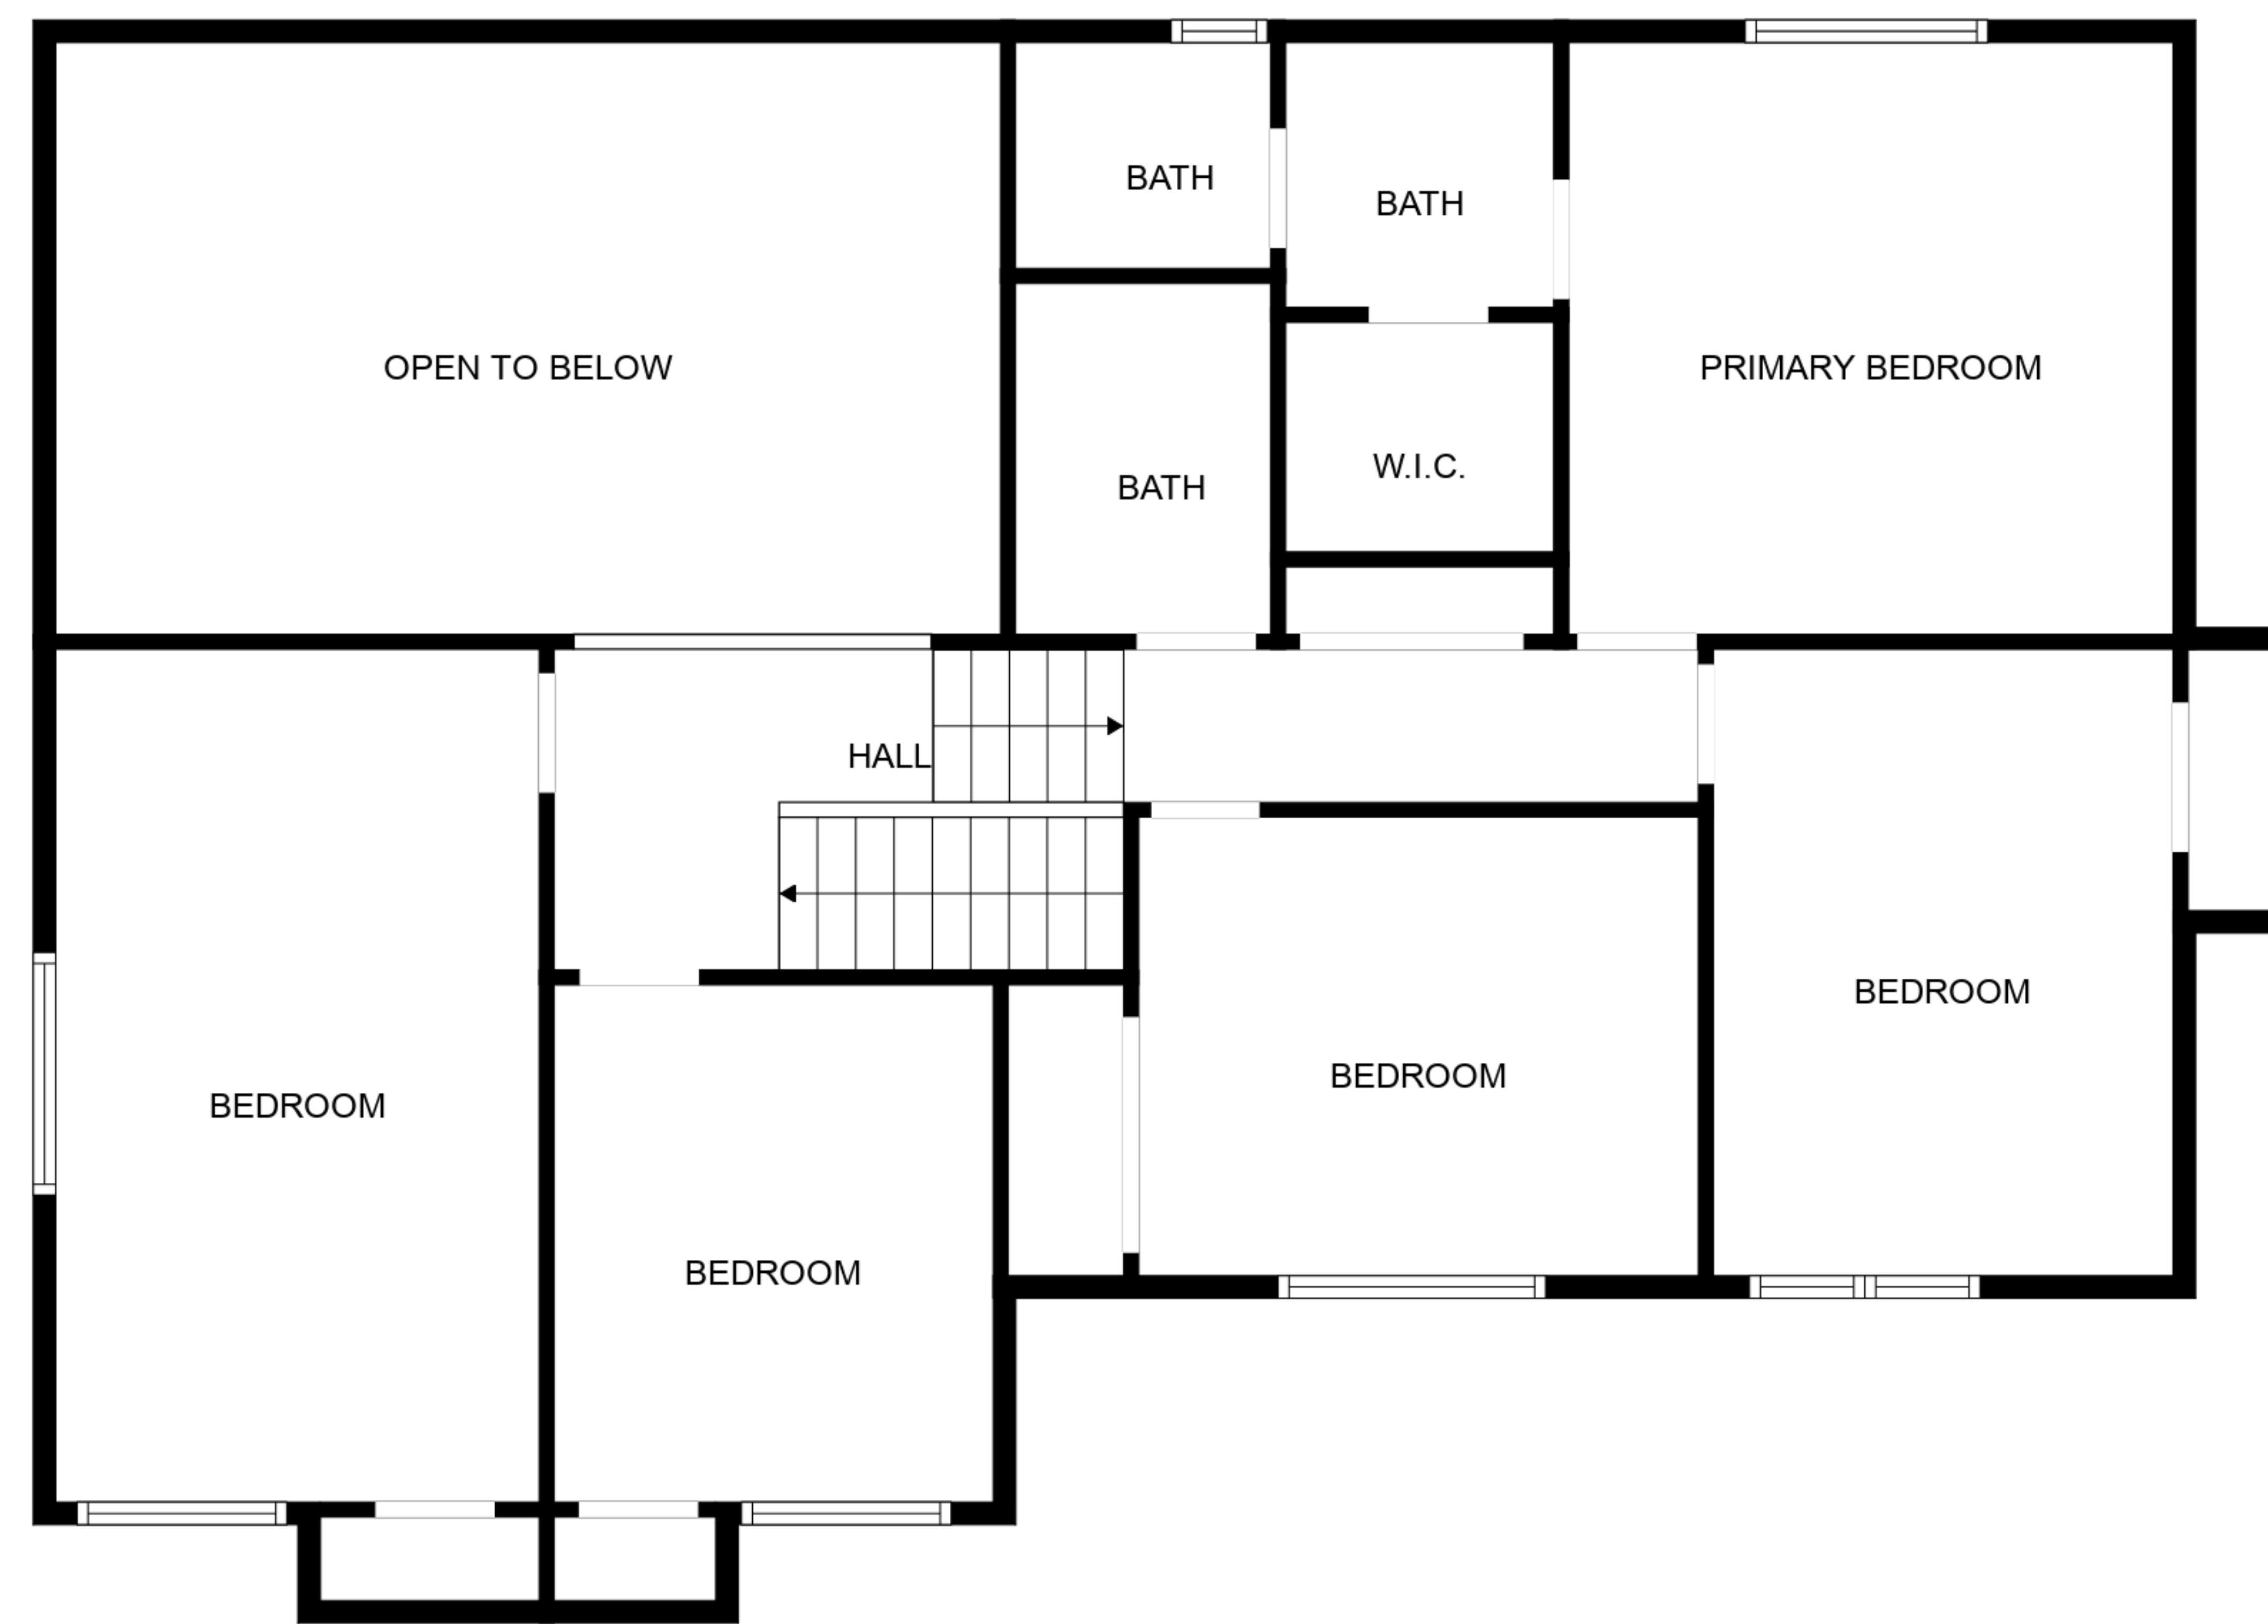 BATH
BATH
OPEN TO BELOW
PRIMARY BEDROOM
W.I.C.
BATH
HALL
BEDROOM
BEDROOM
BEDROOM
BEDROOM